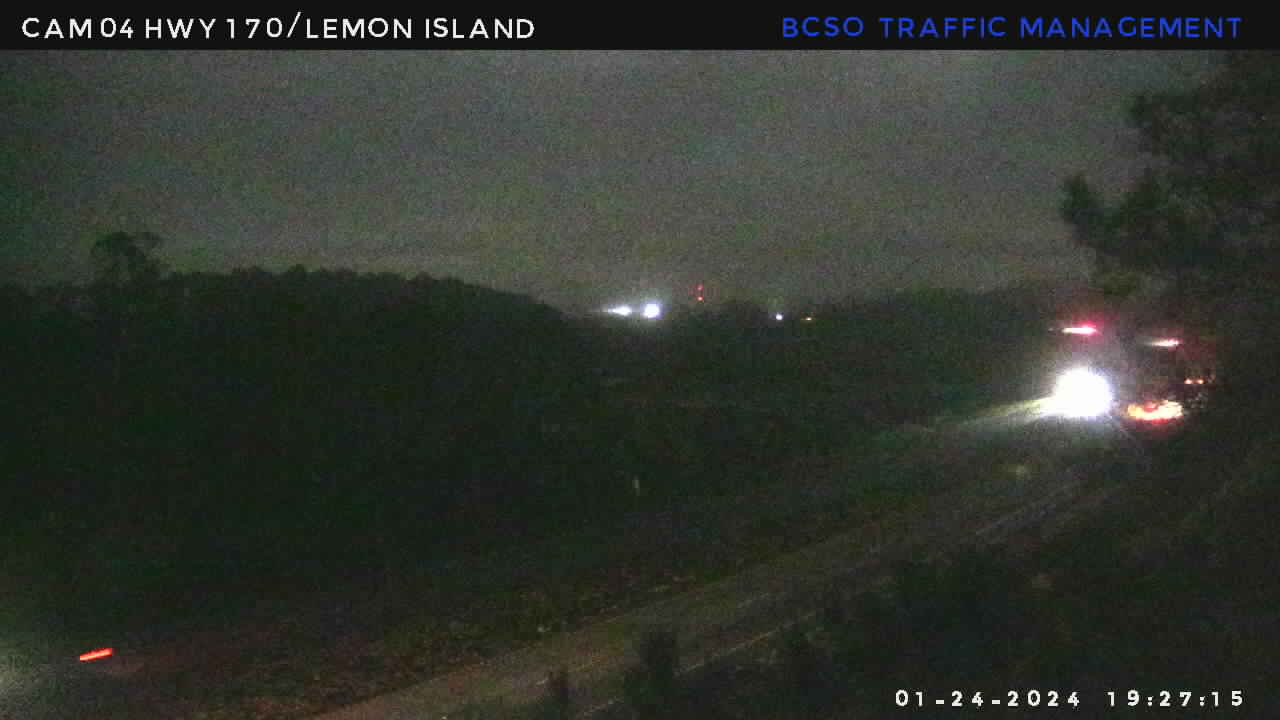 CAM04 HWY 170/LEMON ISLAND
BCSO TRAFFIC MANAGEMENT
01-24-2024 19:27:15